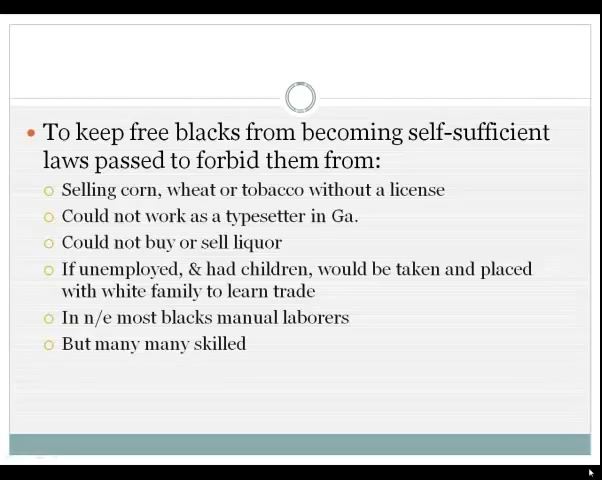 To keep free blacks from becoming self-sufficient
laws passed to forbid them from:
Selling corn, wheat or tobacco without a license
Could not work as a typesetter in Ga.
Could not buy or sell liquor
If unemployed, & had children, would be taken and placed
with white family to learn trade
In n/e most blacks manual laborers
But many many skilled